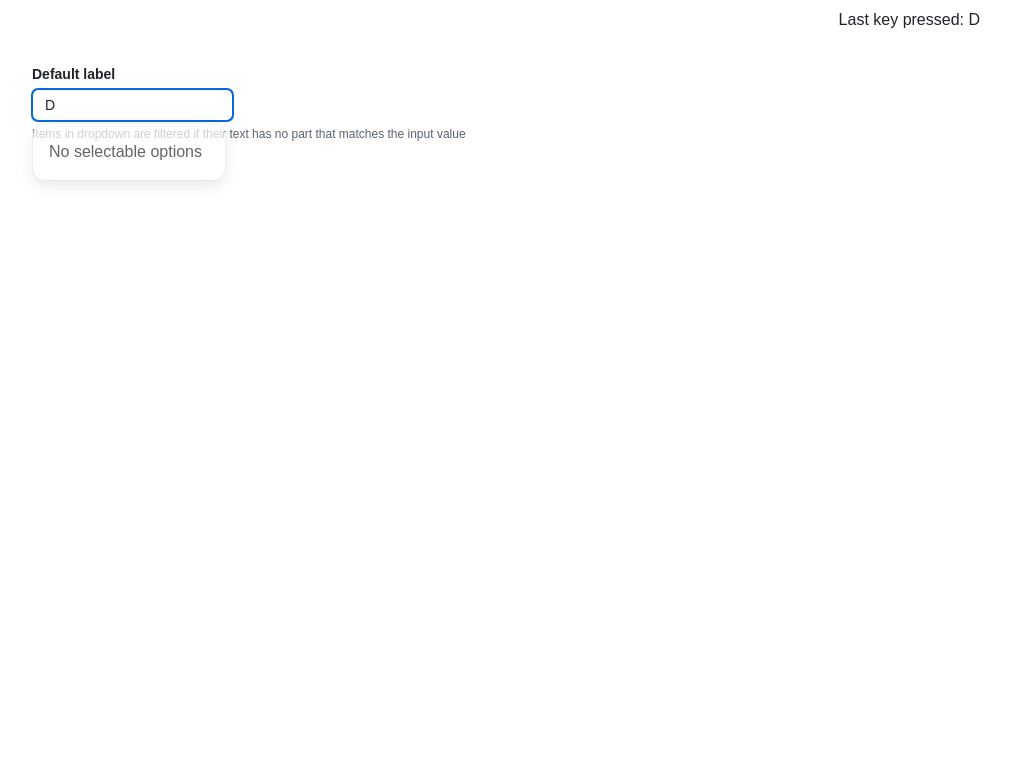 Last key pressed: D
Default label
D
Items in dropdown are filtered if their text has no part that matches the input value
No selectable options